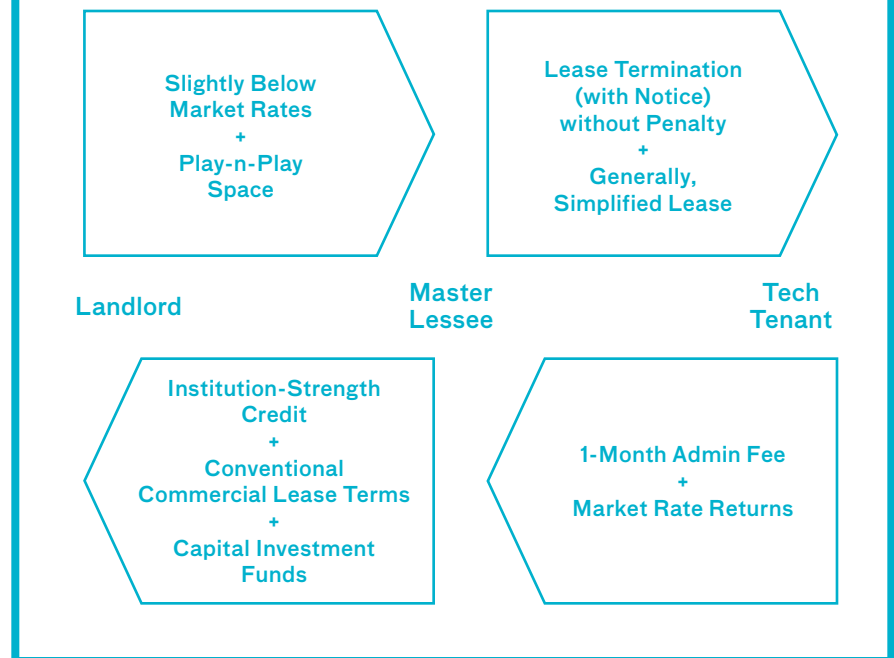 Slightly Below
Market Rates
+
Play-n-Play
Space
Lease Termination
(with Notice)
without Penalty
+
Generally,
Simplified Lease
Landlord
Master
Lessee
Tech
Tenant
Institution-Strength
Credit
+
Conventional
Commercial Lease Terms
+
Capital Investment
Funds
1-Month Admin Fee
+
Market Rate Returns